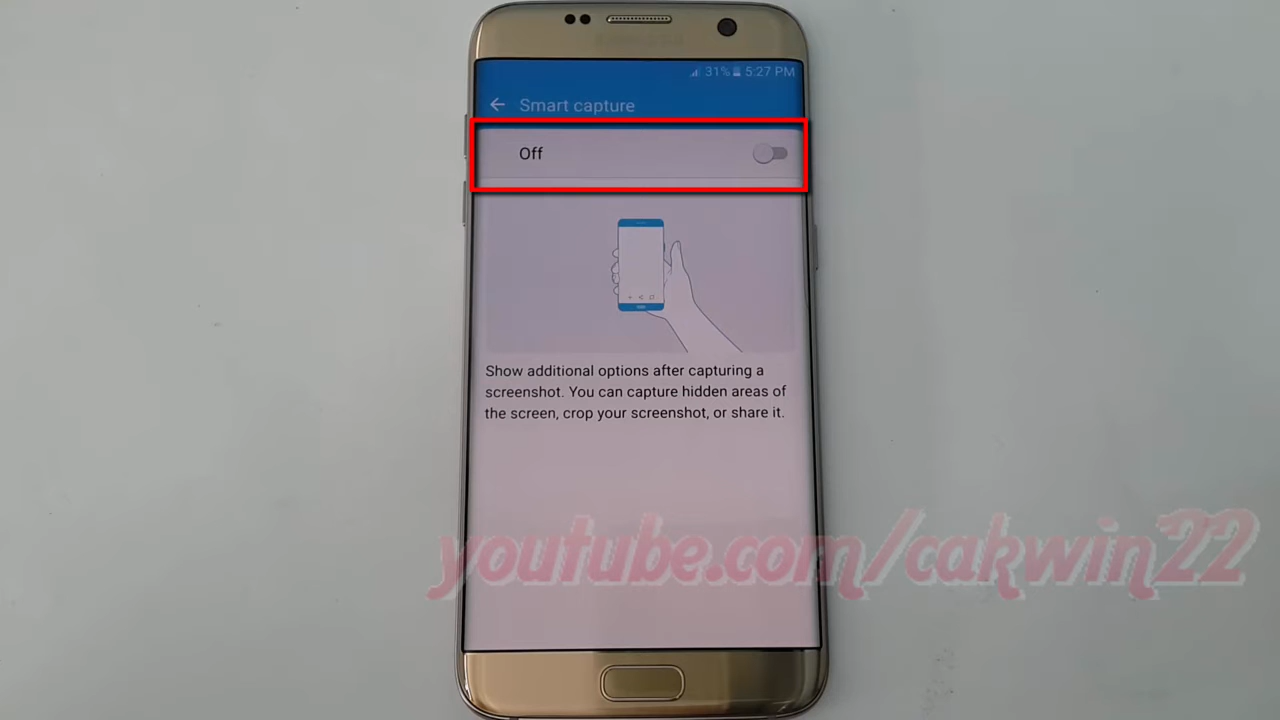 31% 5:27 PM
Smart capture
Off
Show additional options after capturing a
screenshot. You can capture hidden areas of
the screen, crop your screenshot, or share it.
youtube.com/cakwin22